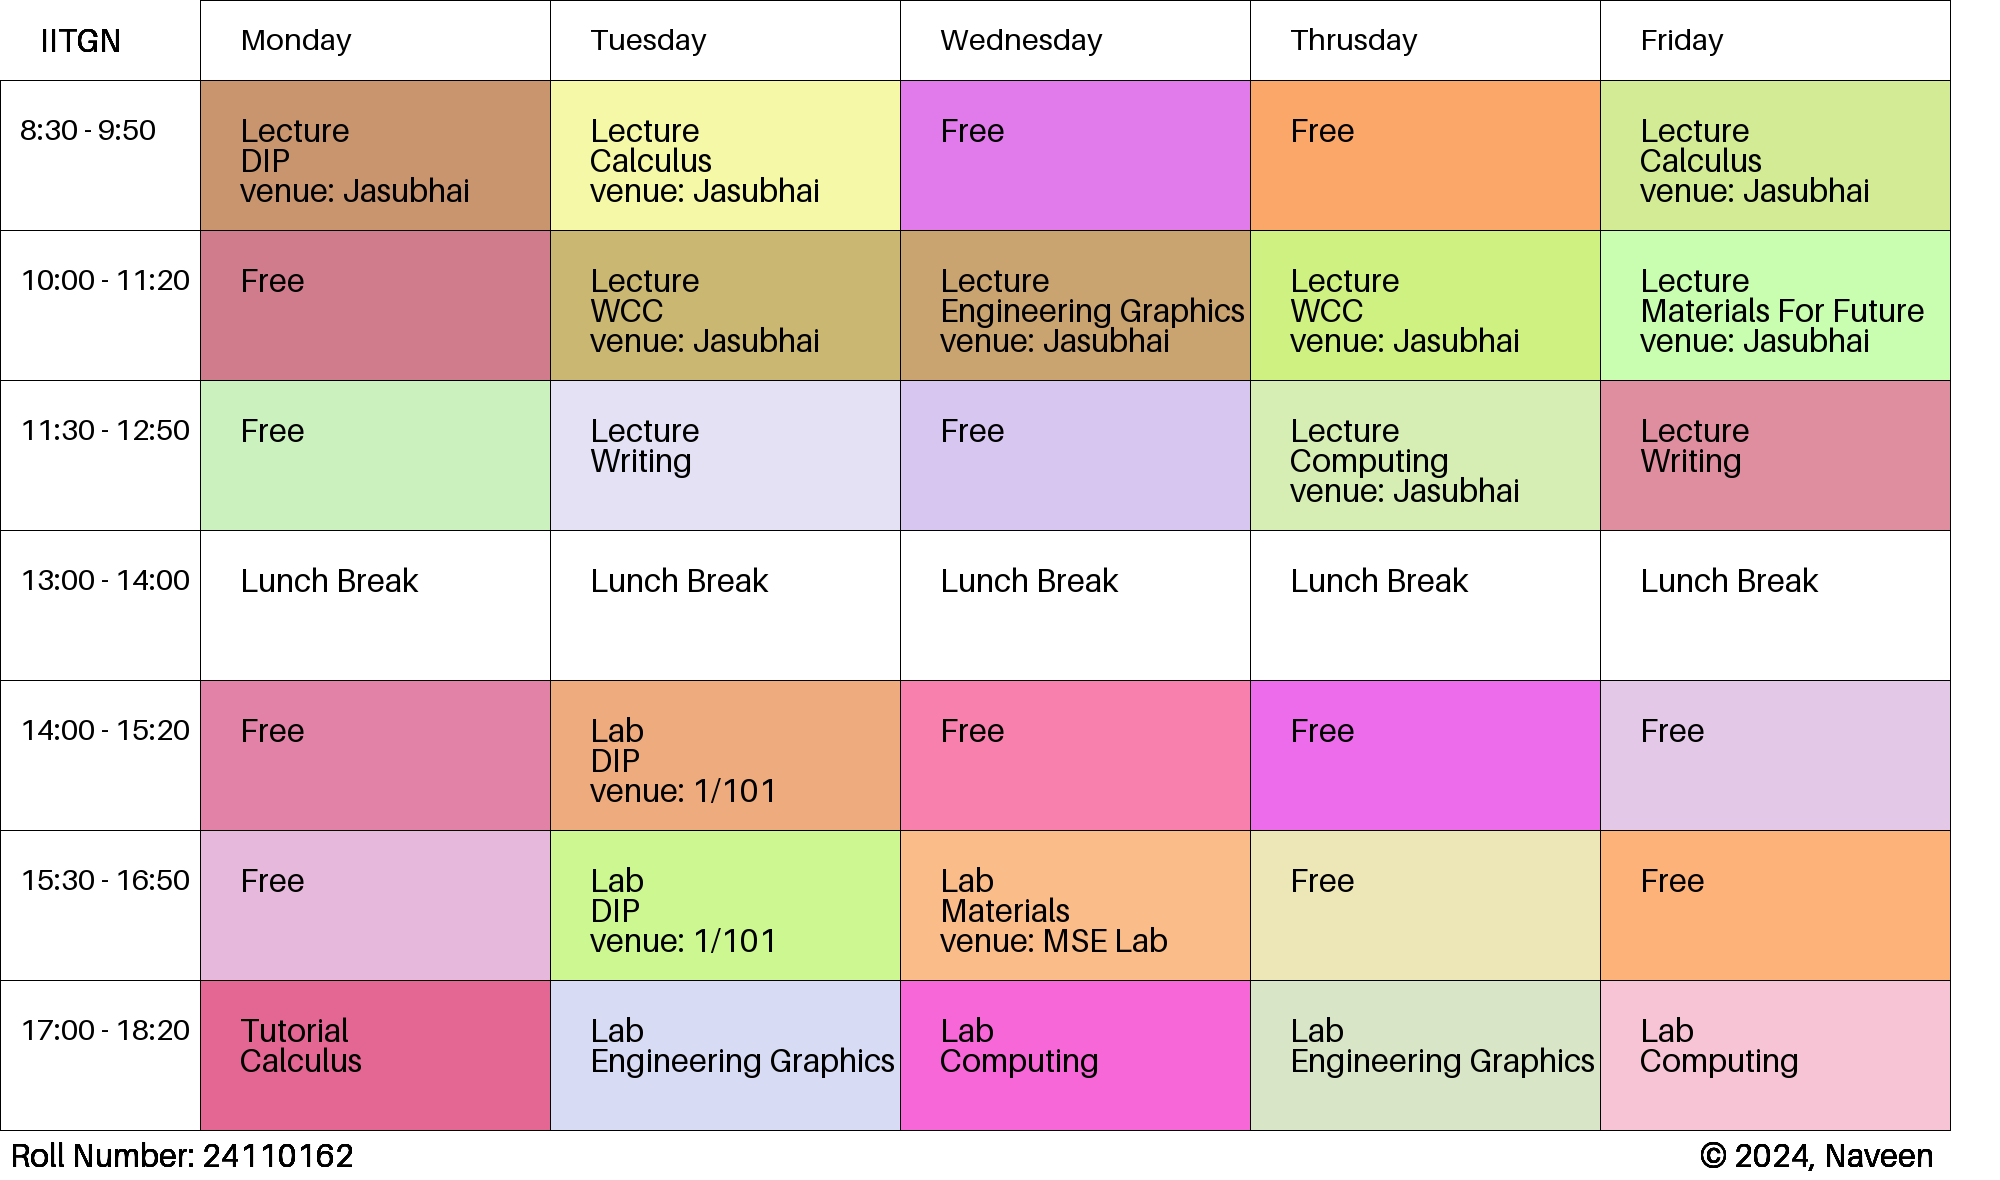 IITGN Monday Tuesday Wednesday Thrusday Friday
8:30 - 9:50
Lecture
DIP
venue: Jasubhai
Lecture
Calculus
venue: Jasubhai
Free
Free
Lecture
Calculus
venue: Jasubhai
10:00 - 11:20
Free
Lecture
WCC
venue: Jasubhai
Lecture
Engineering Graphics
venue: Jasubhai
Lecture
WCC
venue: Jasubhai
Lecture
Materials For Future
venue: Jasubhai
11:30 - 12:50
Free
Lecture
Writing
Free
Lecture
Computing
venue: Jasubhai
Lecture
Writing
13:00 - 14:00
Lunch Break
Lunch Break
Lunch Break
Lunch Break
Lunch Break
14:00 - 15:20
Free
Lab
DIP
venue: 1/101
Free
Free
Free
15:30 - 16:50
Free
Lab
DIP
venue: 1/101
Lab
Materials
venue: MSE Lab
Free
Free
17:00 - 18:20
Tutorial
Calculus
Lab
Engineering Graphics
Lab
Computing
Lab
Engineering Graphics
Lab
Computing
Roll Number: 24110162
© 2024, Naveen